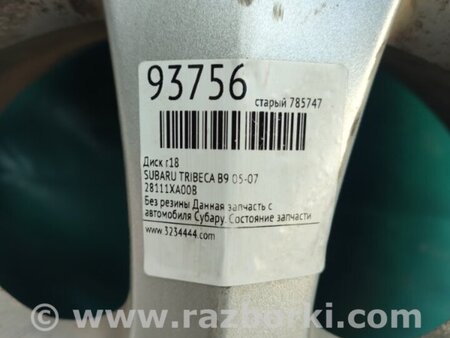 93756
старый 785747
Диск r18
SUBARU TRIBECA B9 05-07
28111XA00B
Без резины Данная запчасть с
автомобиля Субару. Состояние запчасти
www.3234444.com
www.razborki.com